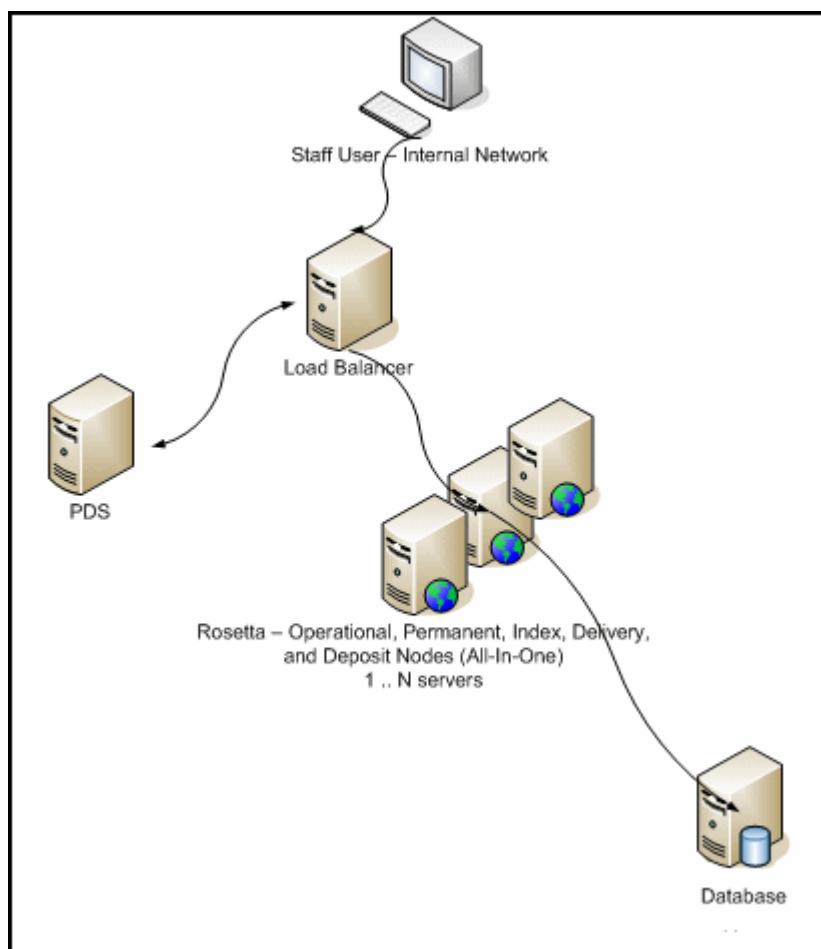 Staff User – Internal Network
Load Balancer
PDS
Rosetta – Operational, Permanent, Index, Delivery,
and Deposit Nodes (All-In-One)
1 .. N servers
Database